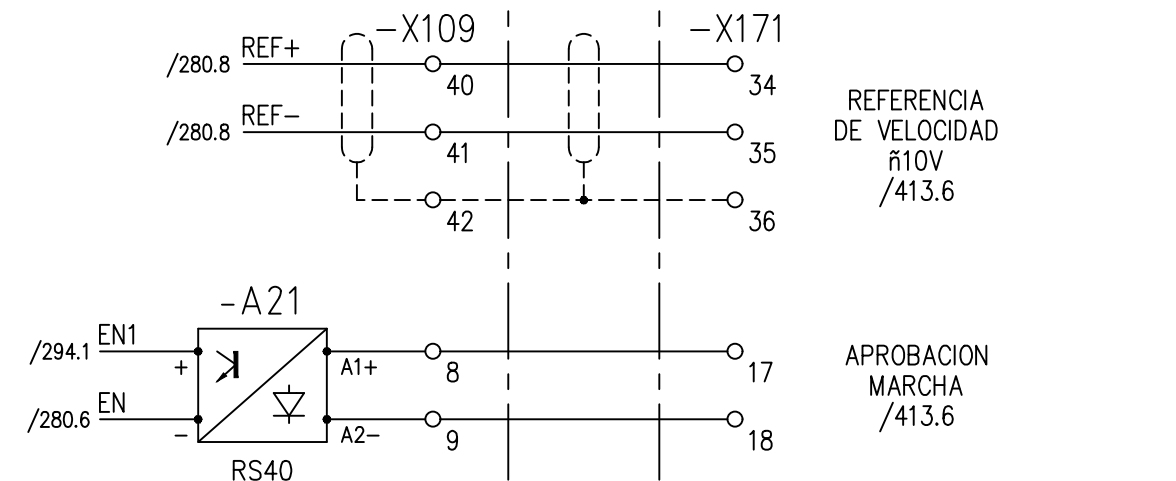 -X109
-X171
/280.8 REF+
40
34
/280.8 REF-
41
35
42
36
REFERENCIA
DE VELOCIDAD
ñ10V
/413.6
-A21
/294.1 EN1
+
A1+
8
17
/280.6 EN
-
A2-
9
18
RS40
APROBACION
MARCHA
/413.6